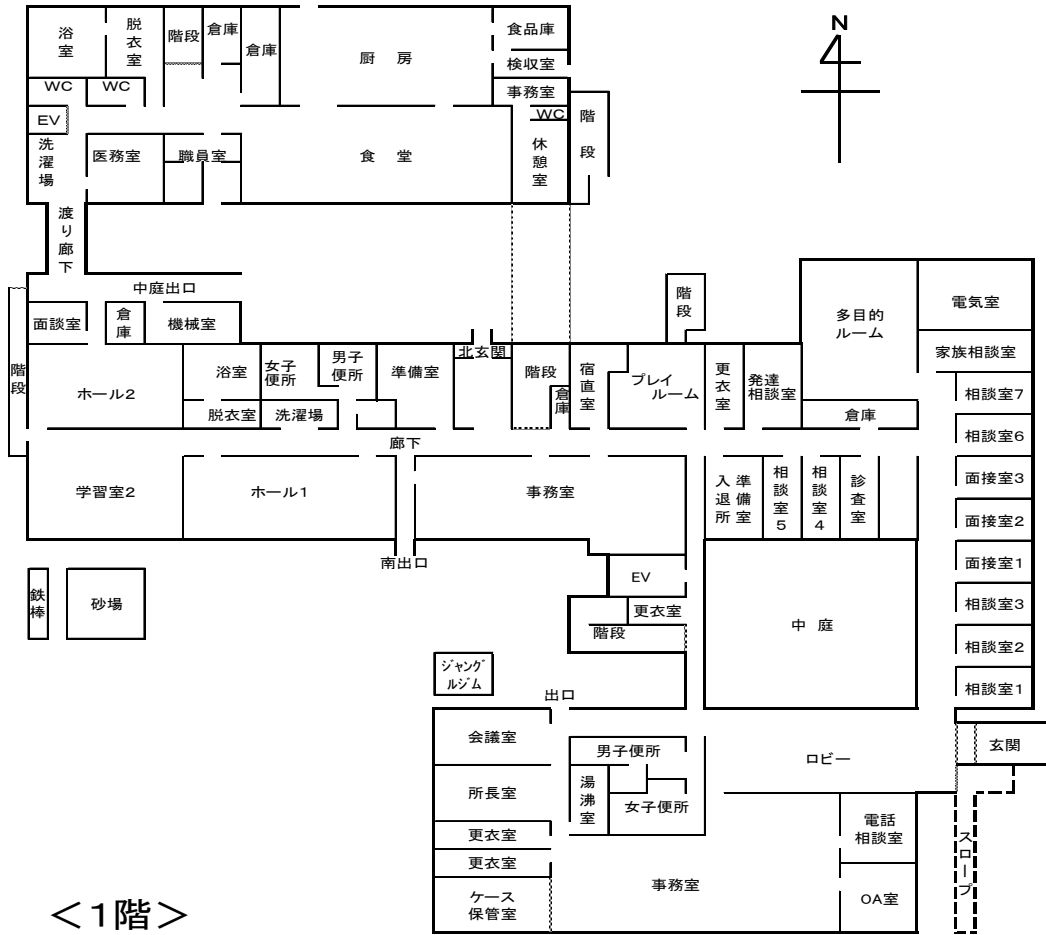 N
浴室
脱衣室
階段
倉庫
倉庫
厨 房
食品庫
検収室
事務室
WC
WC
WC
EV
洗濯場
医務室
職員室
食 堂
休憩室
階段
渡り廊下
中庭出口
面談室
倉庫
機械室
階段
ホール2
浴室
女子便所
男子便所
準備室
北玄関
階段
倉庫
宿直室
プレイルーム
階段
更衣室
発達相談室
多目的ルーム
電気室
家族相談室
相談室7
倉庫
相談室6
脱衣室
洗濯場
廊下
学習室2
ホール1
事務室
入退所準備室
相談室5
相談室4
診査室
面接室3
面接室2
面接室1
相談室3
相談室2
相談室1
南出口
EV
更衣室
階段
中 庭
鉄棒
砂場
ジャングルジム
出口
会議室
男子便所
ロビー
玄関
所長室
湯沸室
女子便所
更衣室
更衣室
ケース保管室
事務室
電話相談室
OA室
スロープ
＜1階＞